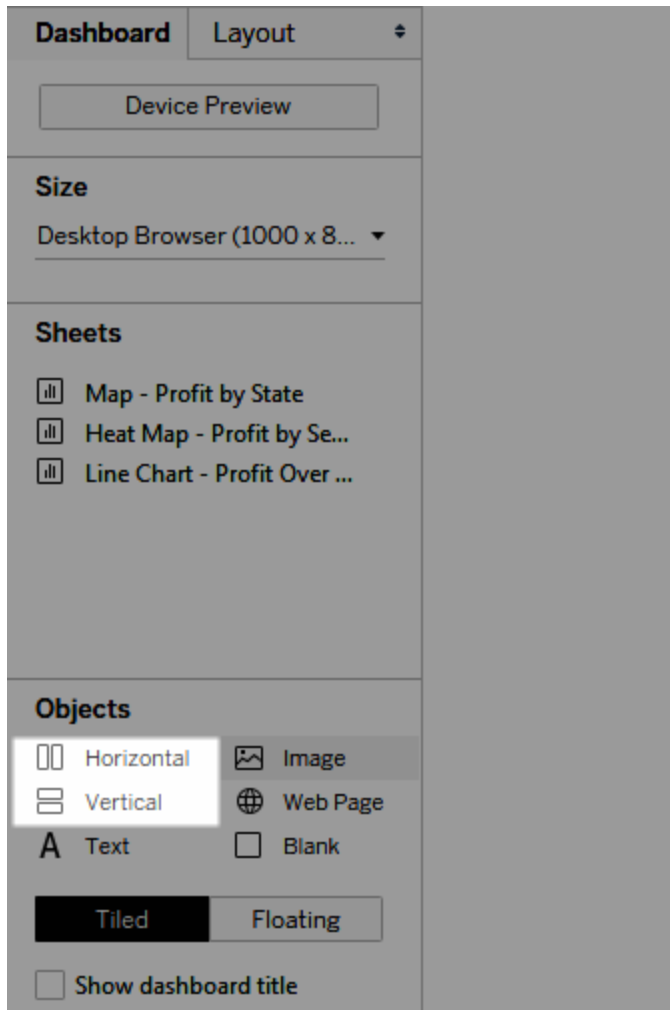 Dashboard Layout
Device Preview
Size
Desktop Browser (1000 x 8...
Sheets
Map - Profit by State
Heat Map - Profit by Se...
Line Chart - Profit Over ...
Objects
Horizontal Image
Vertical Web Page
A Text Blank
Tiled Floating
Show dashboard title